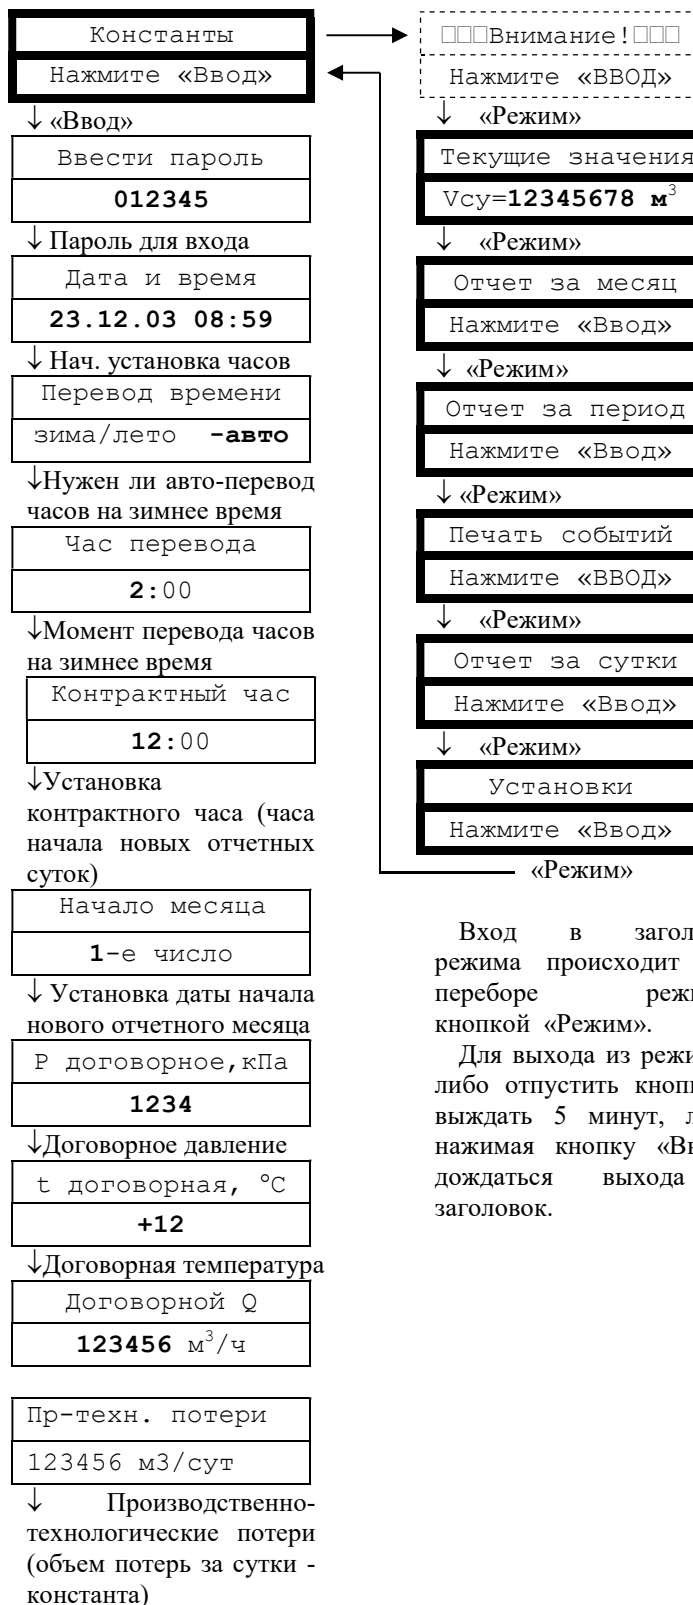 Константы
Нажмите «Ввод»
↓ «Ввод»
Ввести пароль
012345
↓ Пароль для входа
Дата и время
23.12.03 08:59
↓ Нач. установка часов
Перевод времени
зима/лето -авто
↓Нужен ли авто-перевод
часов на зимнее время
Час перевода
2:00
↓Момент перевода часов
на зимнее время
Контрактный час
12:00
↓Установка
контрактного часа (часа
начала новых отчетных
суток)
Начало месяца
1-е число
↓ Установка даты начала
нового отчетного месяца
Р договорное,кПа
1234
↓Договорное давление
t договорная, °С
+12
↓Договорная температура
Договорной Q
123456 м³/ч
Пр-техн. потери
123456 м3/сут
↓ Производственно-
технологические потери
(объем потерь за сутки -
константа)
□□□Внимание!□□□
Нажмите «ВВОД»
↓ «Режим»
Текущие значения
Vсу=12345678 м³
↓ «Режим»
Отчет за месяц
Нажмите «Ввод»
↓ «Режим»
Отчет за период
Нажмите «Ввод»
↓ «Режим»
Печать событий
Нажмите «ВВОД»
↓ «Режим»
Отчет за сутки
Нажмите «Ввод»
↓ «Режим»
Установки
Нажмите «Ввод»
«Режим»
Вход в
режима происходит
переборе
кнопкой «Режим».
Для выхода из
либо отпустить
выждать 5 минут,
нажимая кнопку
дождаться выхода
заголовок.